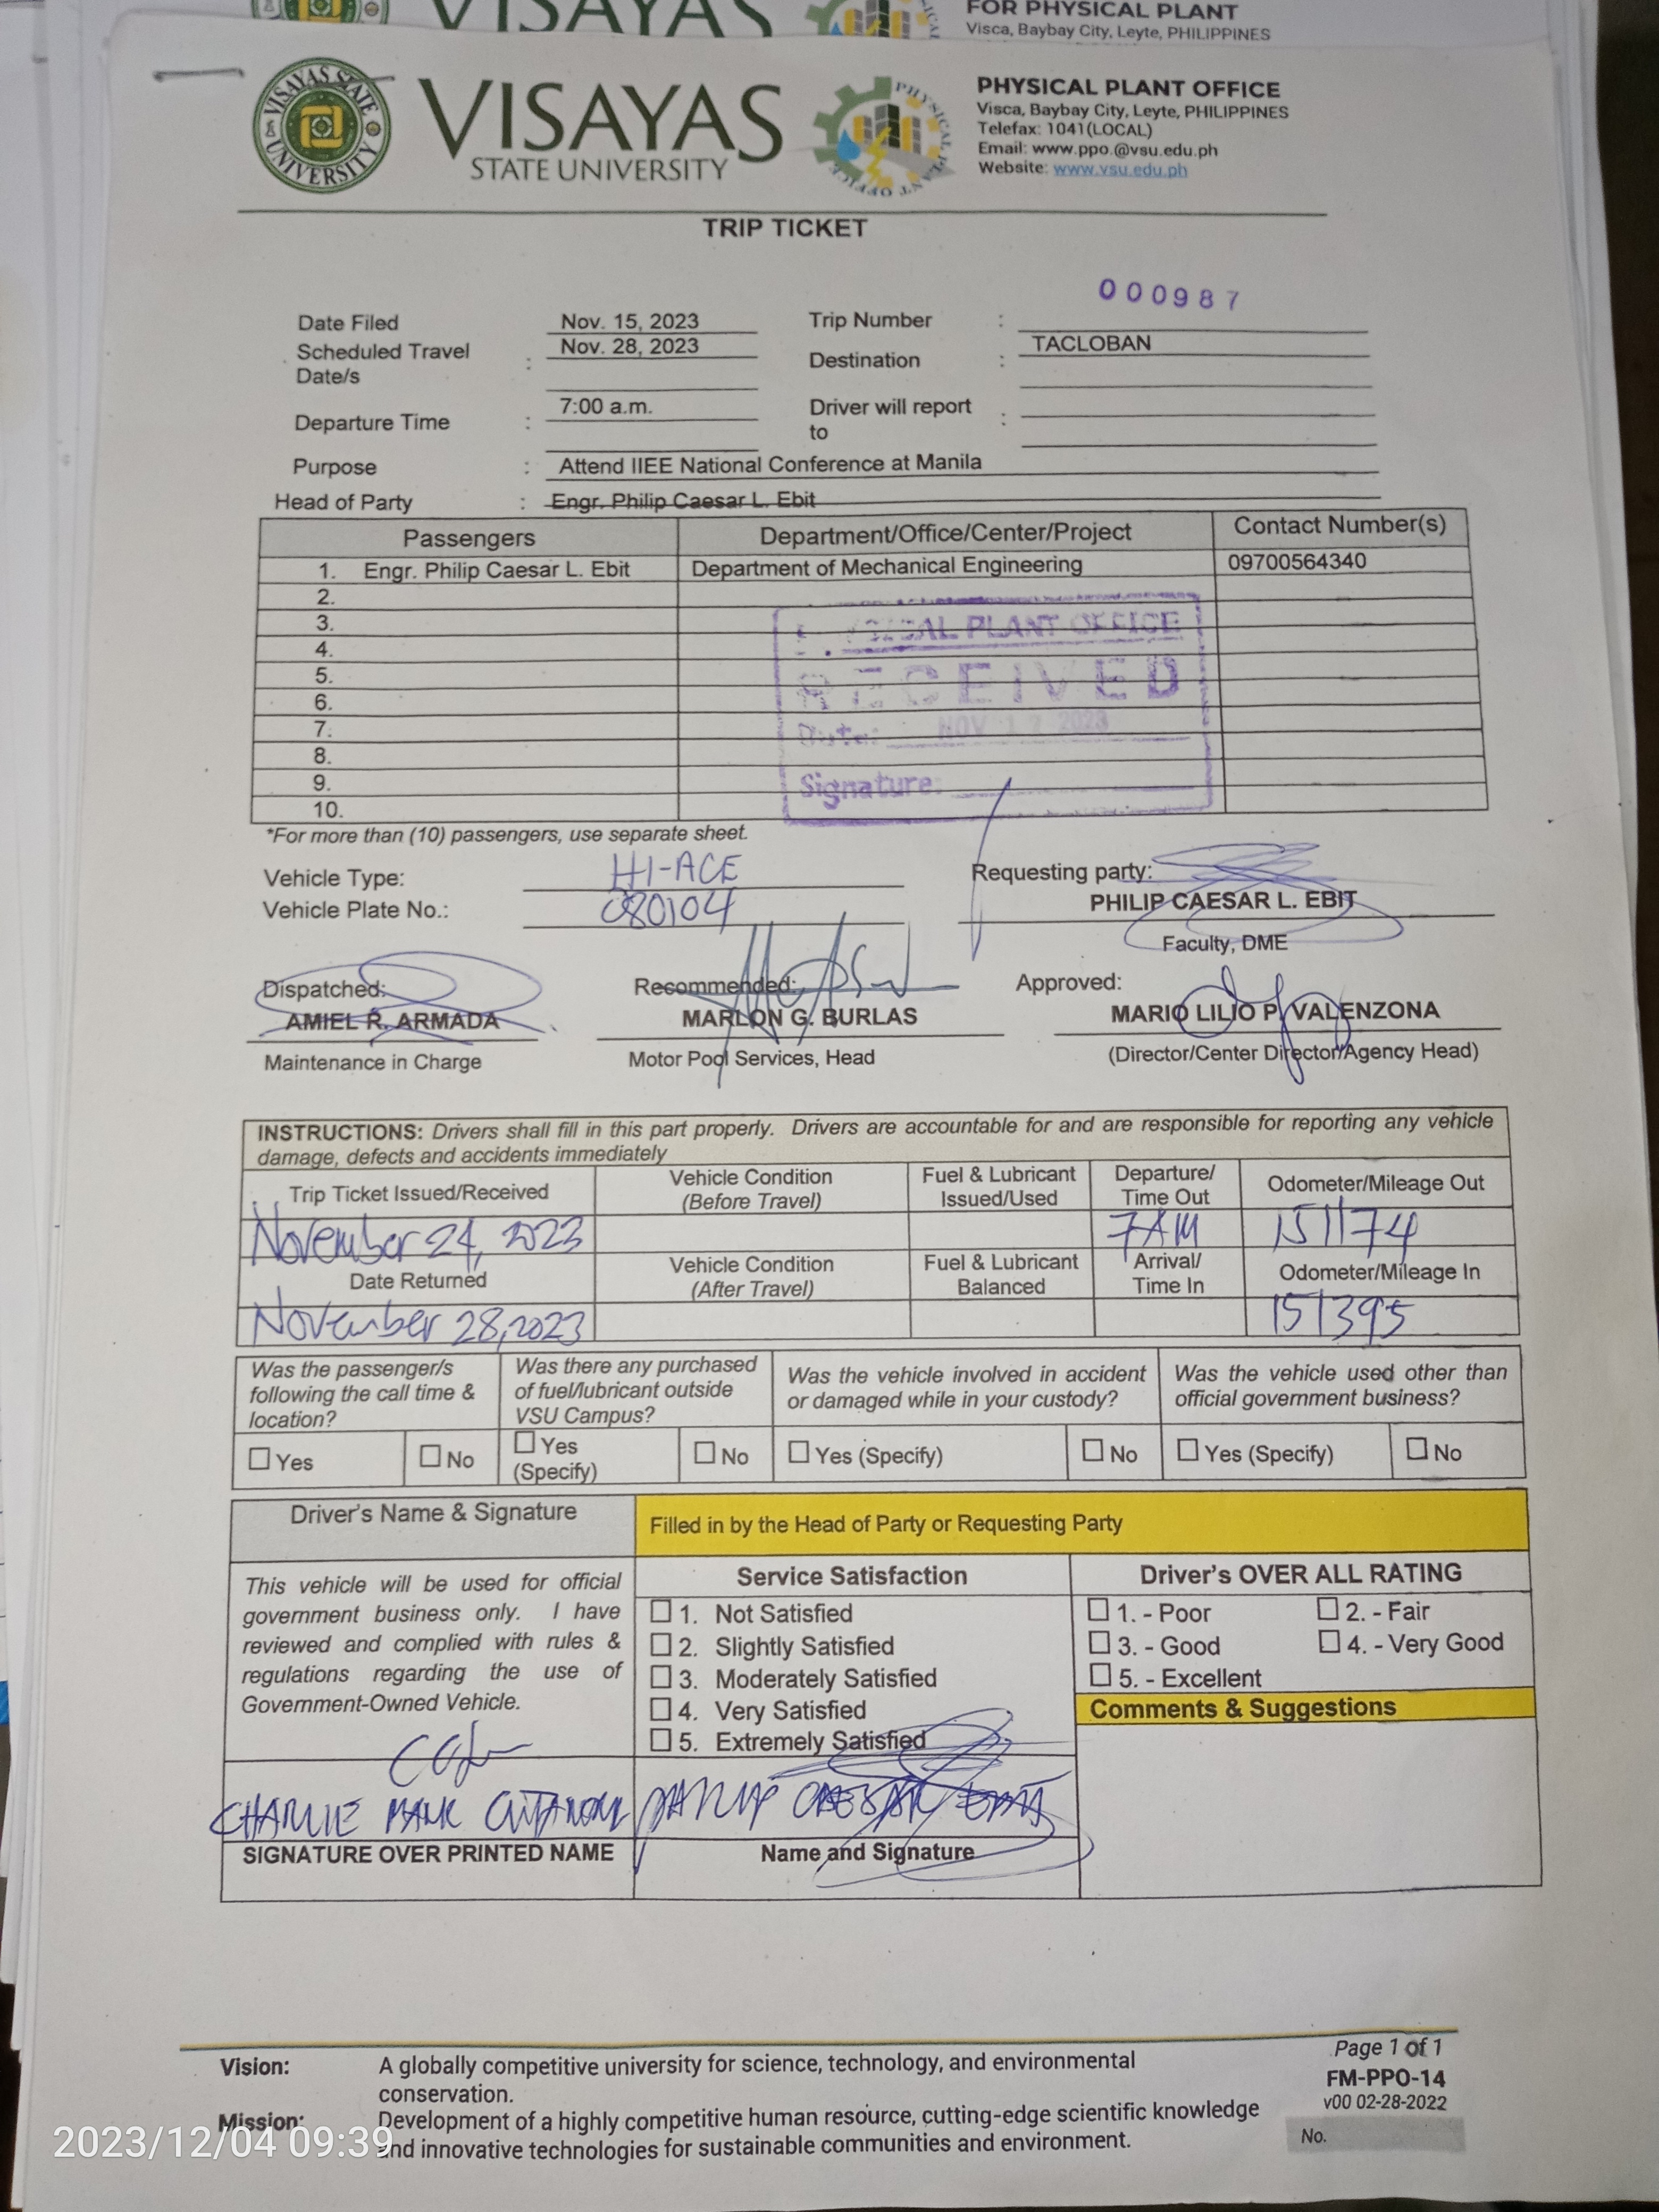 VISAYAS
FOR PHYSICAL PLANT
Visca, Baybay City, Leyte, PHILIPPINES
VISAYAS STATE UNIVERSITY
VISAYAS
STATE UNIVERSITY
PHYSICAL PLANT OFFICE
PHYSICAL PLANT OFFICE
Visca, Baybay City, Leyte, PHILIPPINES
Telefax: 1041(LOCAL)
Email: www.ppo.@vsu.edu.ph
Website: www.vsu.edu.ph
TRIP TICKET
000987
Date Filed Nov. 15, 2023 Trip Number :
Scheduled Travel Date/s : Nov. 28, 2023 Destination : TACLOBAN
Departure Time : 7:00 a.m. Driver will report to :
Purpose : Attend IIEE National Conference at Manila
Head of Party : Engr. Philip Caesar L. Ebit
Passengers Department/Office/Center/Project Contact Number(s)
1. Engr. Philip Caesar L. Ebit Department of Mechanical Engineering 09700564340
2.
3.
4.
5.
6.
7.
8.
9.
10.
PLANT OFFICE
RECEIVED
Date: NOV 17 2023
Signature:
*For more than (10) passengers, use separate sheet.
Vehicle Type: HI-ACE
Vehicle Plate No.: 080104
Requesting party:
PHILIP CAESAR L. EBIT
Faculty, DME
Dispatched: Recommended: Approved:
AMIEL R. ARMADA MARLON G. BURLAS MARIO LILIO P. VALENZONA
Maintenance in Charge Motor Pool Services, Head (Director/Center Director/Agency Head)
INSTRUCTIONS: Drivers shall fill in this part properly. Drivers are accountable for and are responsible for reporting any vehicle
damage, defects and accidents immediately
Trip Ticket Issued/Received Vehicle Condition (Before Travel) Fuel & Lubricant Issued/Used Departure/ Time Out Odometer/Mileage Out
November 24, 2023 7AM 151174
Date Returned Vehicle Condition (After Travel) Fuel & Lubricant Balanced Arrival/ Time In Odometer/Mileage In
November 28, 2023 151395
Was the passenger/s following the call time & location? Was there any purchased of fuel/lubricant outside VSU Campus? Was the vehicle involved in accident or damaged while in your custody? Was the vehicle used other than official government business?
Yes No Yes (Specify) No Yes (Specify) No Yes (Specify) No
Driver's Name & Signature Filled in by the Head of Party or Requesting Party
This vehicle will be used for official
government business only. I have
reviewed and complied with rules &
regulations regarding the use of
Government-Owned Vehicle.
Service Satisfaction
1. Not Satisfied
2. Slightly Satisfied
3. Moderately Satisfied
4. Very Satisfied
5. Extremely Satisfied
Driver's OVER ALL RATING
1. - Poor 2. - Fair
3. - Good 4. - Very Good
5. - Excellent
Comments & Suggestions
CHARLIE MARK PHILIP CAESAR EBIT
SIGNATURE OVER PRINTED NAME Name and Signature
Vision: A globally competitive university for science, technology, and environmental
conservation.
Mission: Development of a highly competitive human resource, cutting-edge scientific knowledge
and innovative technologies for sustainable communities and environment.
Page 1 of 1
FM-PPO-14
v00 02-28-2022
No.
2023/12/04 09:39